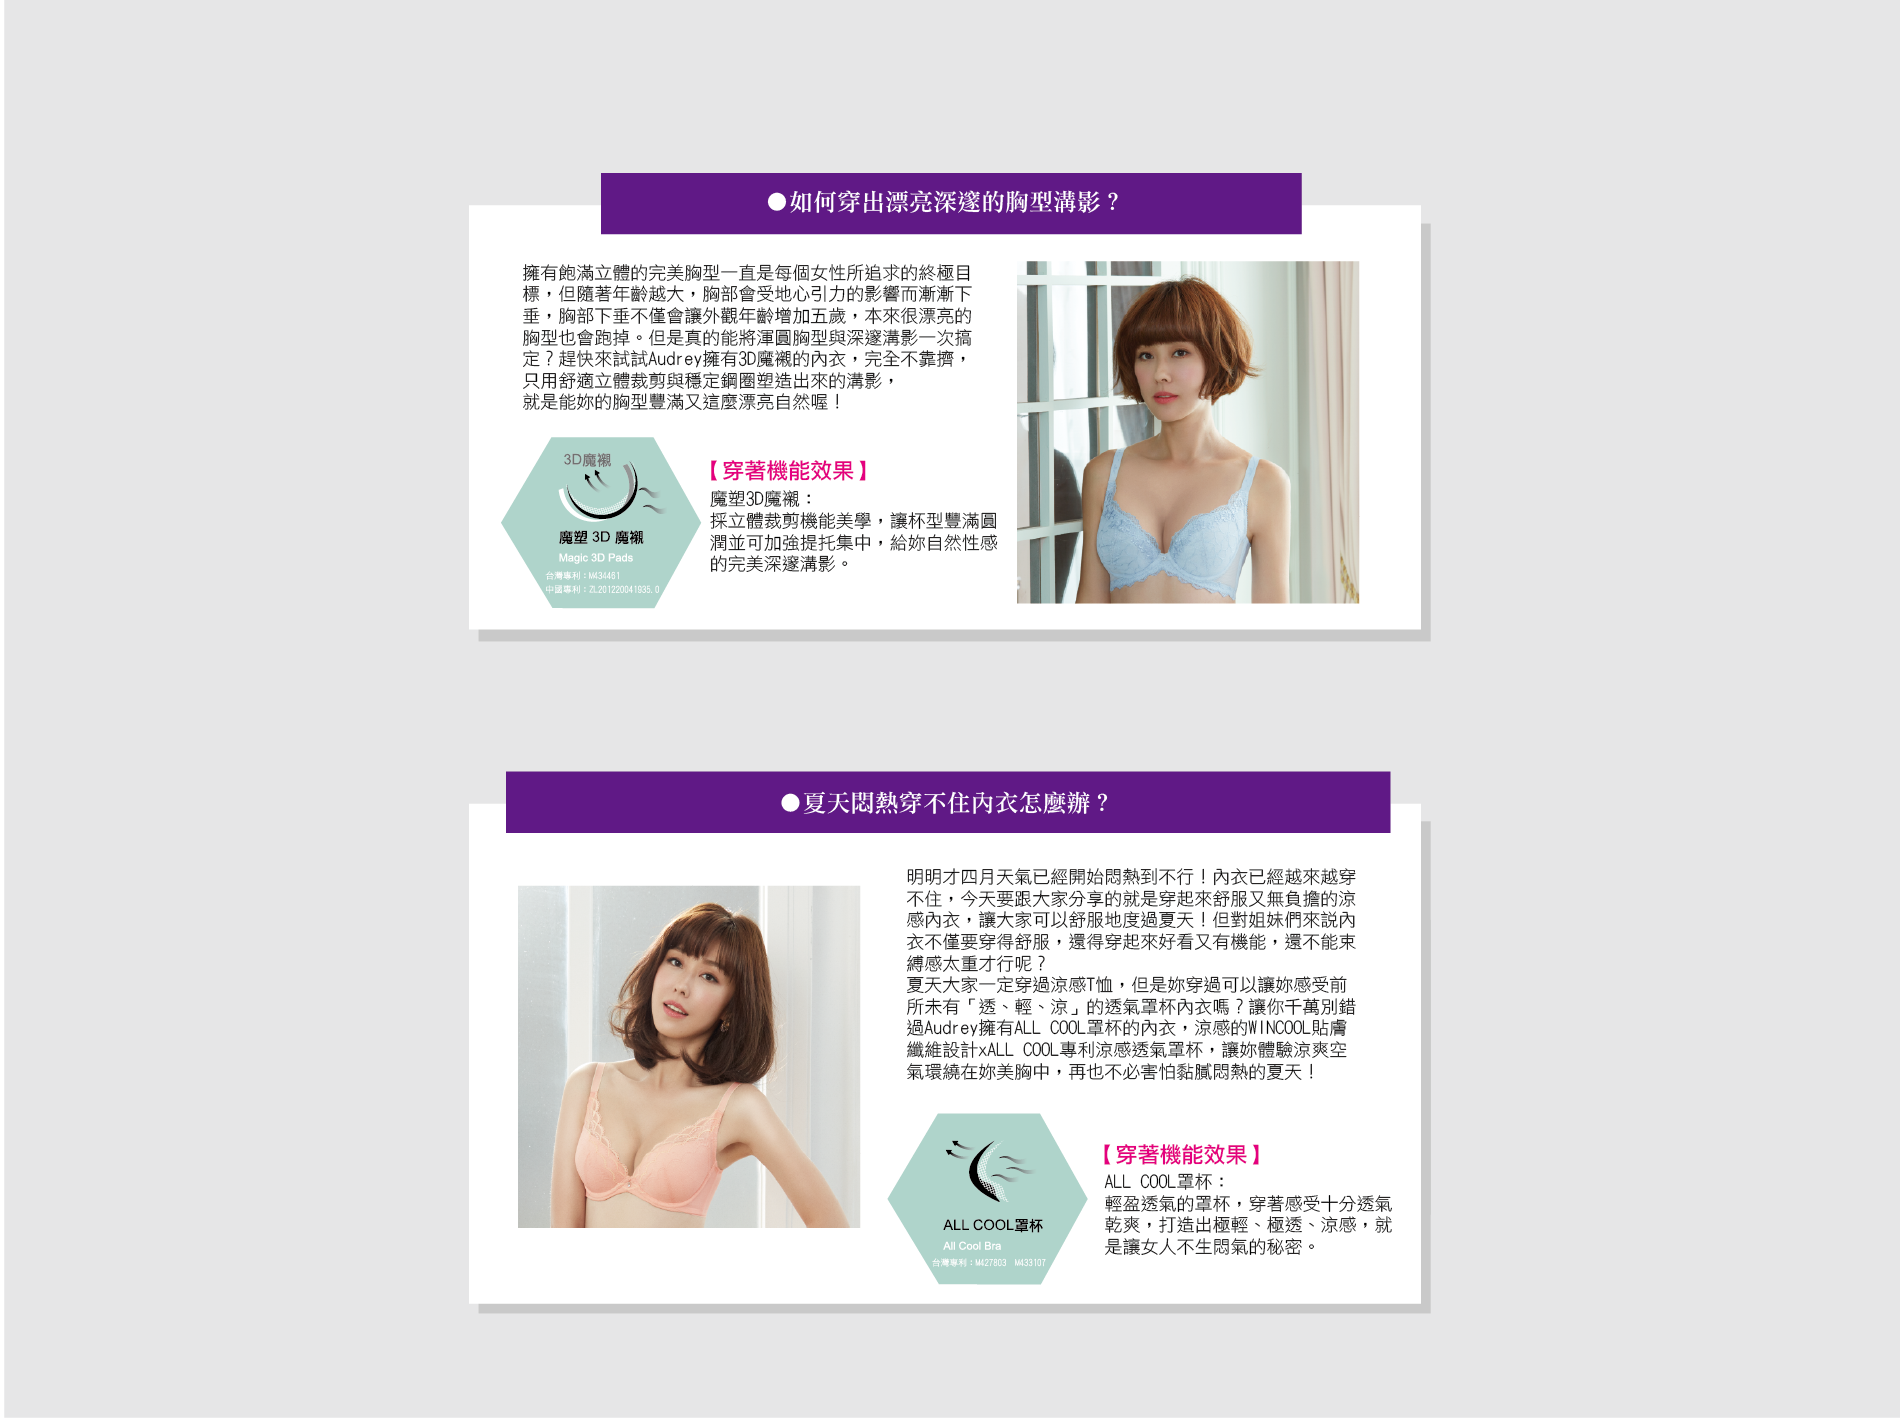 ●如何穿出漂亮深邃的胸型溝影？
擁有飽滿立體的完美胸型一直是每個女性所追求的終極目
標，但隨著年齡越大，胸部會受地心引力的影響而漸漸下
垂，胸部下垂不僅會讓外觀年齡增加五歲，本來很漂亮的
胸型也會跑掉。但是真的能將渾圓胸型與深邃溝影一次搞
定？趕快來試試Audrey擁有3D魔襯的內衣，完全不靠擠，
只用舒適立體裁剪與穩定鋼圈塑造出來的溝影，
就是能妳的胸型豐滿又這麼漂亮自然喔！
3D魔襯
魔塑 3D 魔襯
Magic 3D Pads
台灣專利：M434461
中國專利：ZL201220041935.0
【穿著機能效果】
魔塑3D魔襯：
採立體裁剪機能美學，讓杯型豐滿圓
潤並可加強提托集中，給妳自然性感
的完美深邃溝影。
●夏天悶熱穿不住內衣怎麼辦？
明明才四月天氣已經開始悶熱到不行！內衣已經越來越穿
不住，今天要跟大家分享的就是穿起來舒服又無負擔的涼
感內衣，讓大家可以舒服地度過夏天！但對姐妹們來說內
衣不僅要穿得舒服，還得穿起來好看又有機能，還不能束
縛感太重才行呢？
夏天大家一定穿過涼感T恤，但是妳穿過可以讓妳感受前
所未有「透、輕、涼」的透氣罩杯內衣嗎？讓你千萬別錯
過Audrey擁有ALL COOL罩杯的內衣，涼感的WINCOOL貼膚
纖維設計xALL COOL專利涼感透氣罩杯，讓妳體驗涼爽空
氣環繞在妳美胸中，再也不必害怕黏膩悶熱的夏天！
ALL COOL罩杯
All Cool Bra
台灣專利：M427803 M433107
【穿著機能效果】
ALL COOL罩杯：
輕盈透氣的罩杯，穿著感受十分透氣
乾爽，打造出極輕、極透、涼感，就
是讓女人不生悶氣的秘密。